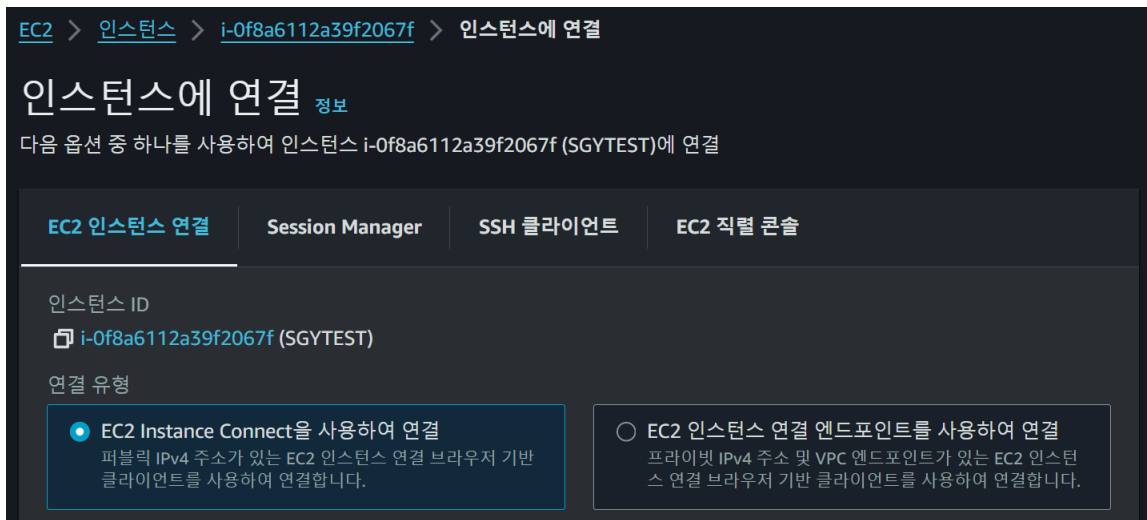 EC2 > 인스턴스 > i-0f8a6112a39f2067f > 인스턴스에 연결
인스턴스에 연결 정보
다음 옵션 중 하나를 사용하여 인스턴스 i-0f8a6112a39f2067f (SGYTEST)에 연결
EC2 인스턴스 연결 Session Manager SSH 클라이언트 EC2 직렬 콘솔
인스턴스 ID
i-0f8a6112a39f2067f (SGYTEST)
연결 유형
EC2 Instance Connect을 사용하여 연결
퍼블릭 IPv4 주소가 있는 EC2 인스턴스 연결 브라우저 기반
클라이언트를 사용하여 연결합니다.
EC2 인스턴스 연결 엔드포인트를 사용하여 연결
프라이빗 IPv4 주소 및 VPC 엔드포인트가 있는 EC2 인스턴
스 연결 브라우저 기반 클라이언트를 사용하여 연결합니다.